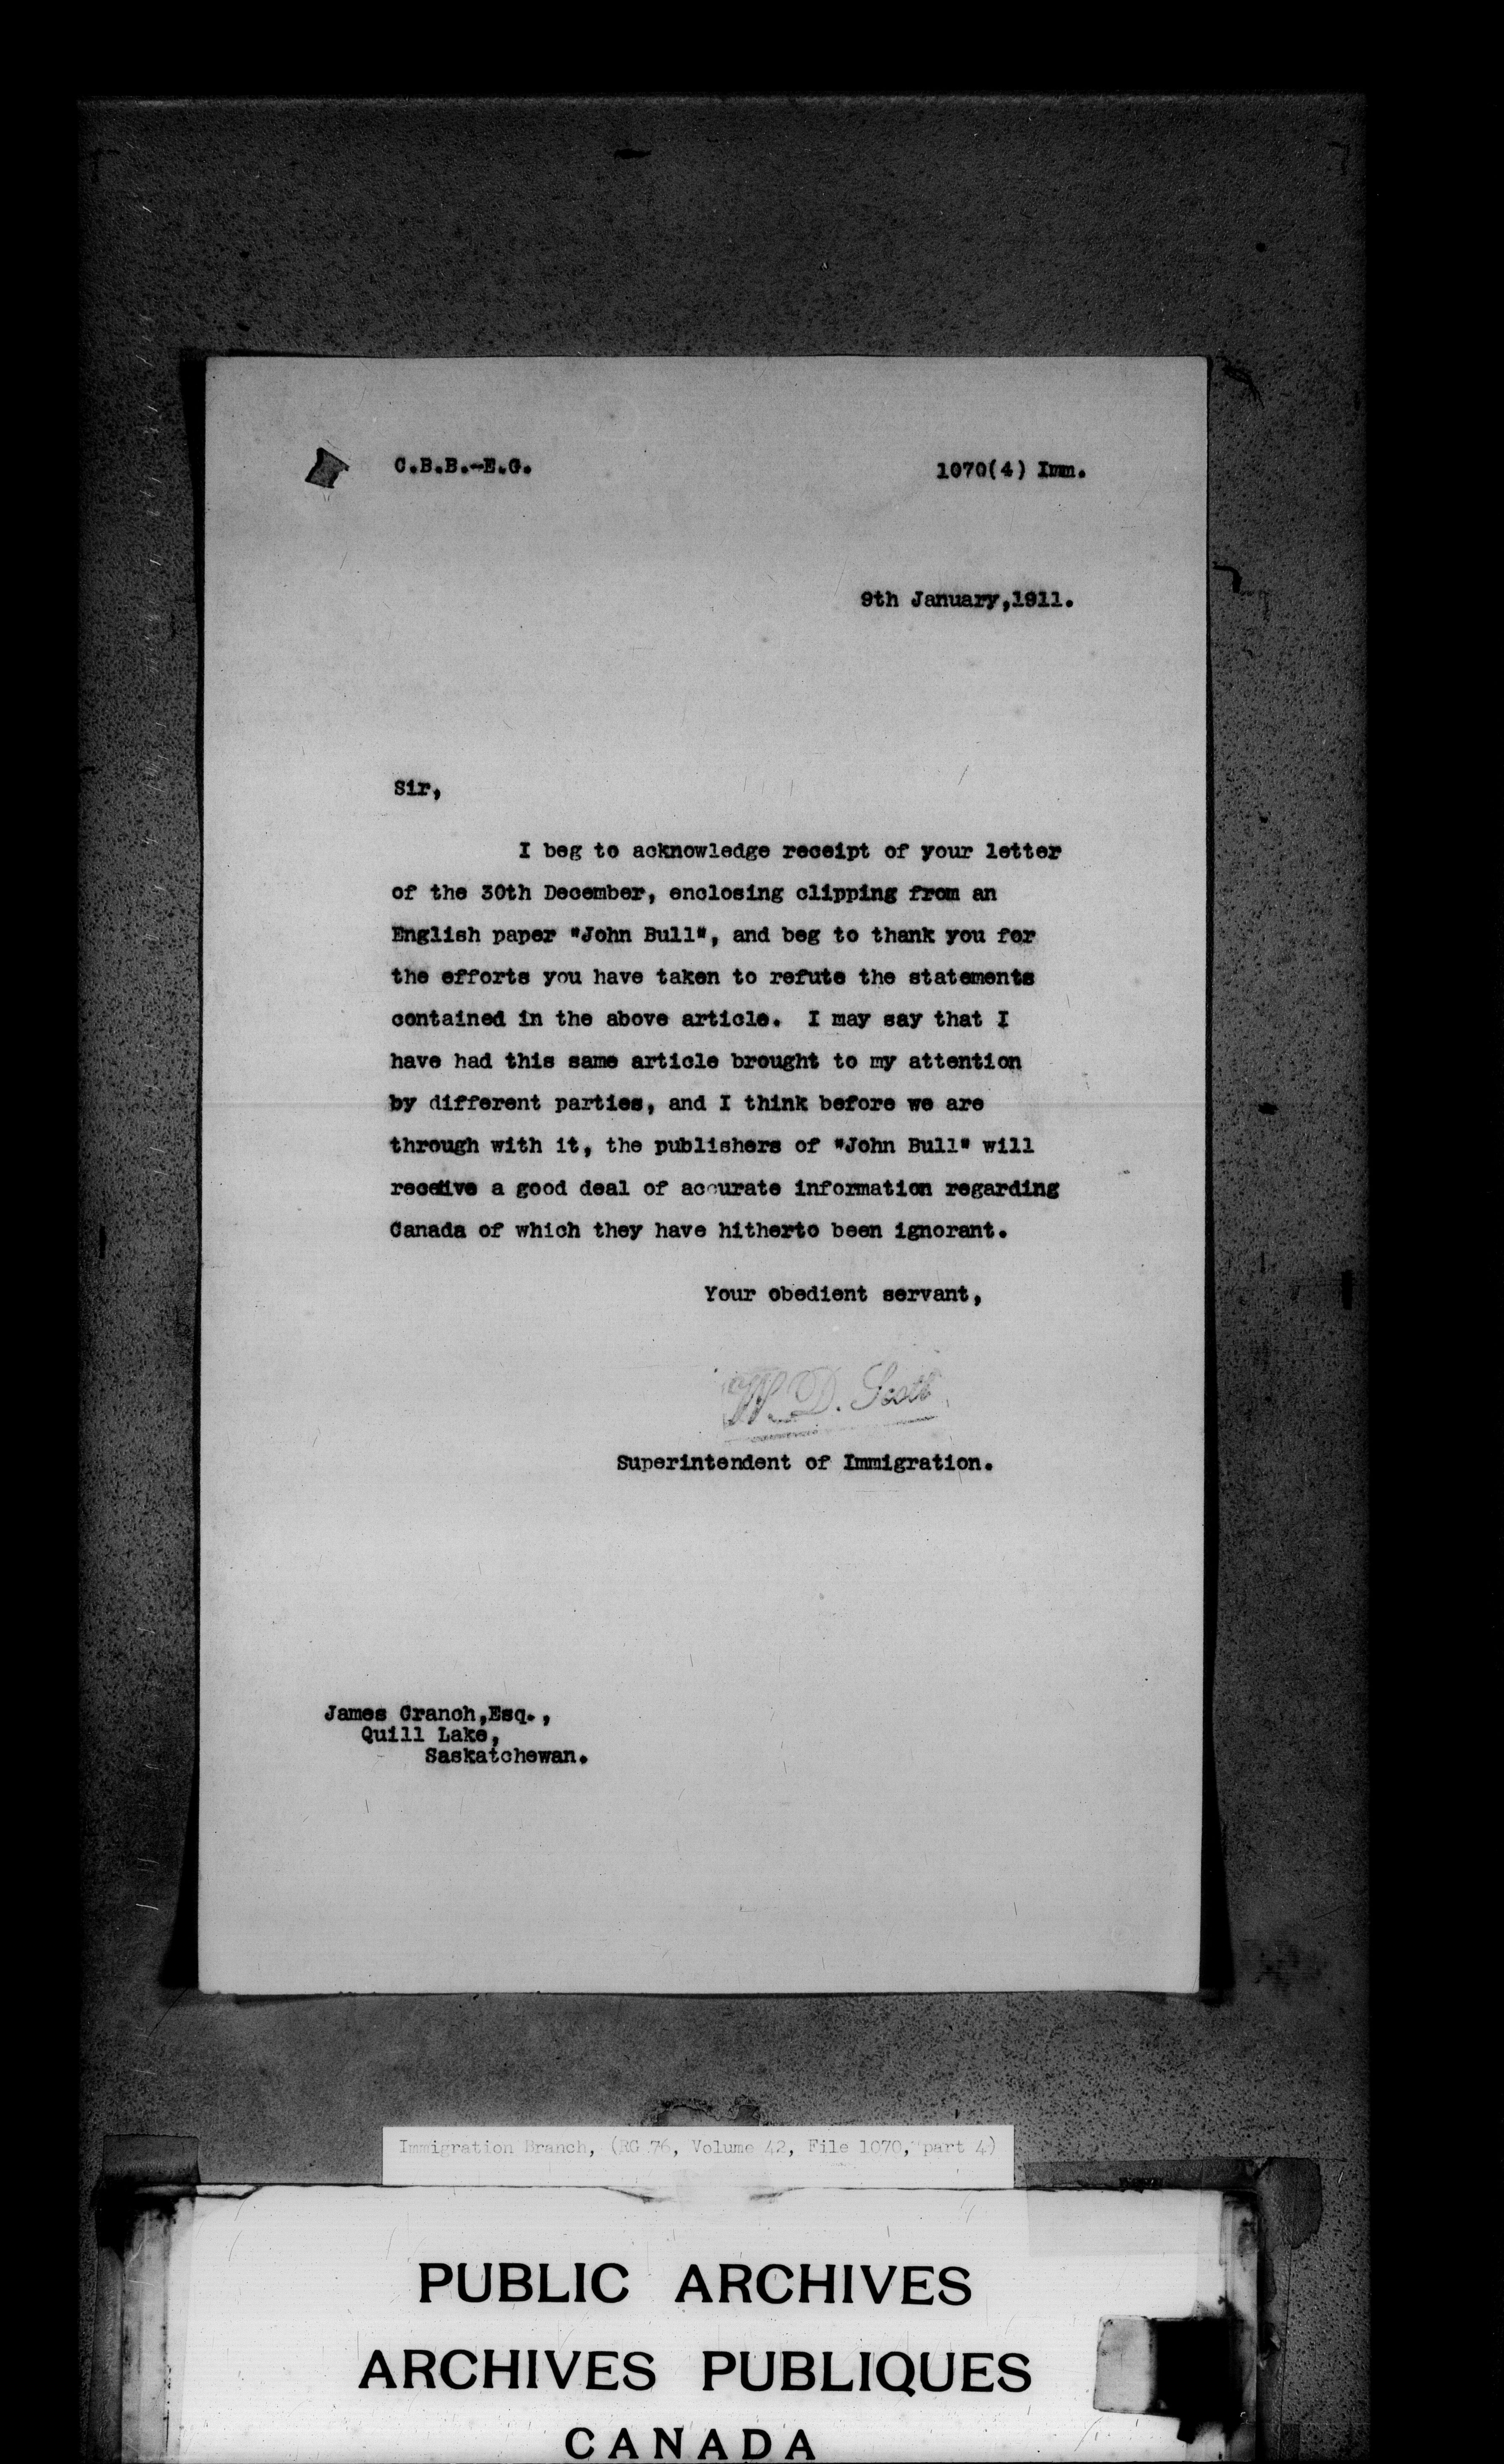 C.B.B.-E.G.
1070(4) Imm.
9th January,1911.
Sir,
I beg to acknowledge receipt of your letter
of the 30th December, enclosing clipping from an
English paper "John Bull", and beg to thank you for
the efforts you have taken to refute the statements
contained in the above article. I may say that I
have had this same article brought to my attention
by different parties, and I think before we are
through with it, the publishers of "John Bull" will
receive a good deal of accurate information regarding
Canada of which they have hitherto been ignorant.
Your obedient servant,
W. D. Scott
Superintendent of Immigration.
James Cranch,Esq.,
Quill Lake,
Saskatchewan.
Immigration Branch, (RG 76, Volume 42, File 1070, part 4)
PUBLIC ARCHIVES
ARCHIVES PUBLIQUES
CANADA